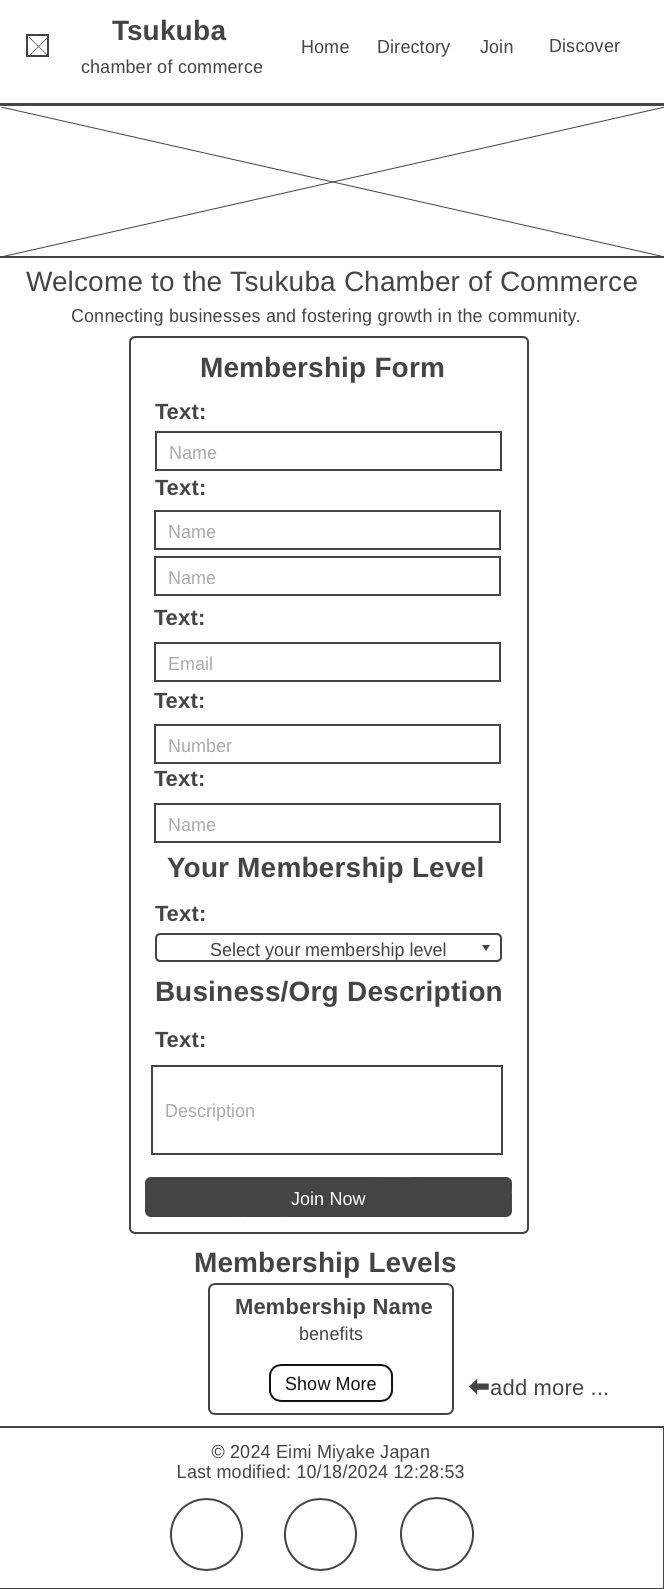 Tsukuba
chamber of commerce
Home Directory Join Discover
Welcome to the Tsukuba Chamber of Commerce
Connecting businesses and fostering growth in the community.
Membership Form
Text:
Name
Text:
Name
Name
Text:
Email
Text:
Number
Text:
Name
Your Membership Level
Text:
Select your membership level
Business/Org Description
Text:
Description
Join Now
Membership Levels
Membership Name
benefits
Show More
add more ...
© 2024 Eimi Miyake Japan
Last modified: 10/18/2024 12:28:53